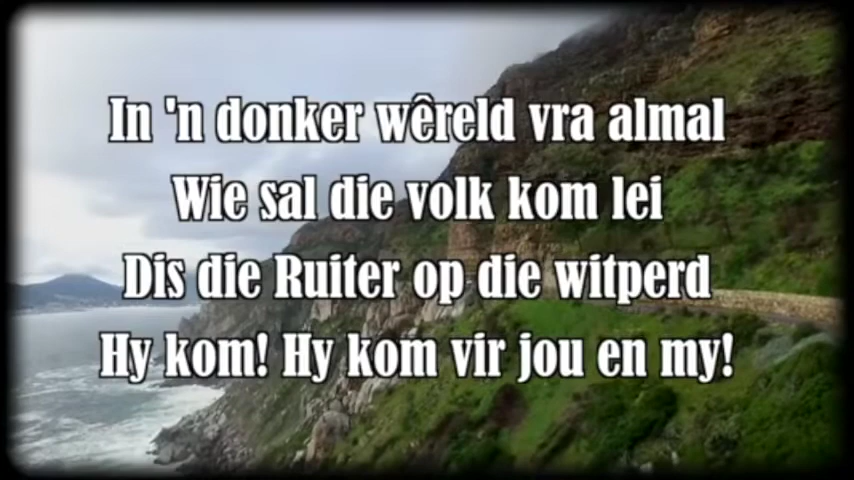 In 'n donker wêreld vra almal
Wie sal die volk kom lei
Dis die Ruiter op die witperd
Hy kom! Hy kom vir jou en my!